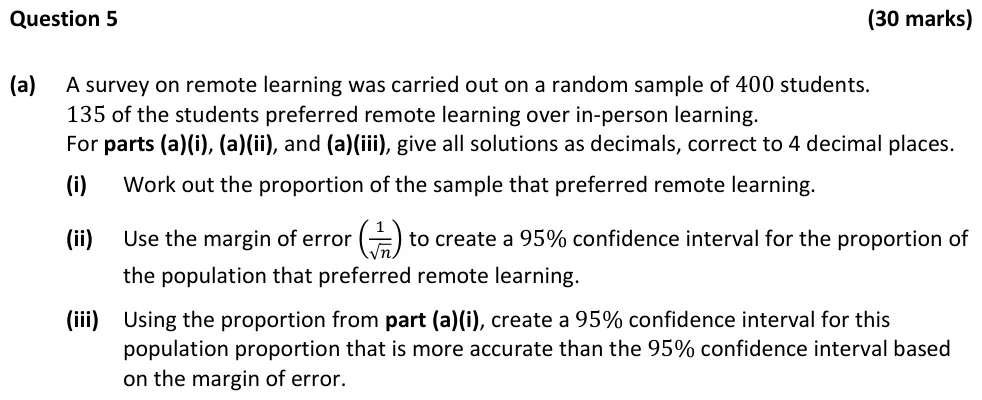 Question 5 (30 marks)
(a) A survey on remote learning was carried out on a random sample of 400 students.
135 of the students preferred remote learning over in-person learning.
For parts (a)(i), (a)(ii), and (a)(iii), give all solutions as decimals, correct to 4 decimal places.
(i) Work out the proportion of the sample that preferred remote learning.
(ii) Use the margin of error (1/√n) to create a 95% confidence interval for the proportion of
the population that preferred remote learning.
(iii) Using the proportion from part (a)(i), create a 95% confidence interval for this
population proportion that is more accurate than the 95% confidence interval based
on the margin of error.